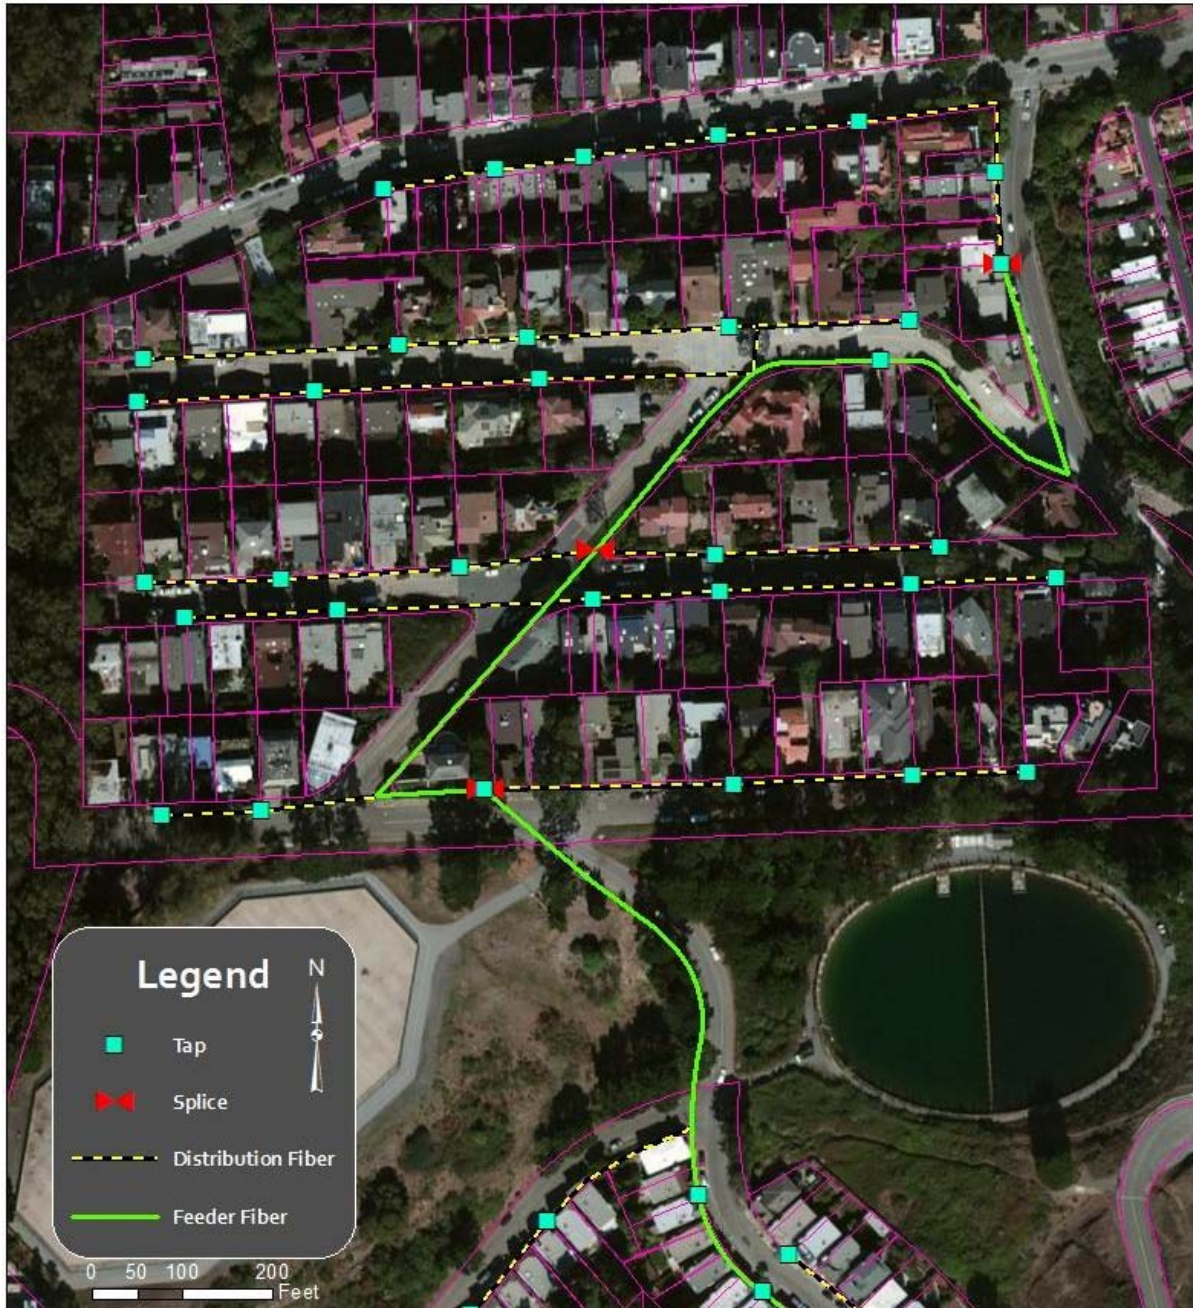 Legend
N
Tap
Splice
Distribution Fiber
Feeder Fiber
0 50 100 200
Feet